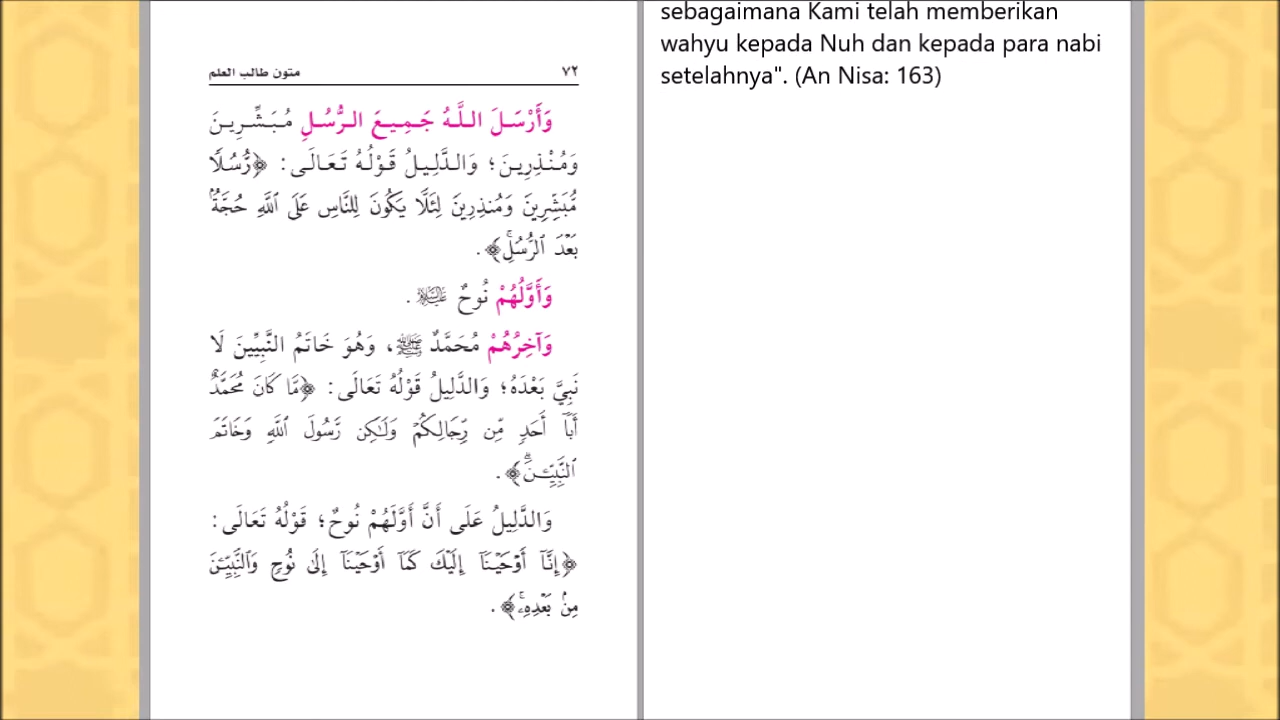 متون طالب العلم ٧٢
وَأَرْسَلَ اللَّهُ جَمِيعَ الرُّسُلِ مُبَشِّرِينَ
وَمُنْذِرِينَ؛ وَالدَّلِيلُ قَوْلُهُ تَعَالَى: ﴿رُّسُلًا
مُّبَشِّرِينَ وَمُنذِرِينَ لِئَلَّا يَكُونَ لِلنَّاسِ عَلَى ٱللَّهِ حُجَّةٌۢ
بَعْدَ ٱلرُّسُلِۚ﴾.
وَأَوَّلُهُمْ نُوحٌ عليه السلام.
وَآخِرُهُمْ مُحَمَّدٌ ﷺ، وَهُوَ خَاتَمُ النَّبِيِّينَ لَا
نَبِيَّ بَعْدَهُ؛ وَالدَّلِيلُ قَوْلُهُ تَعَالَى: ﴿مَّا كَانَ مُحَمَّدٌ
أَبَآ أَحَدٍ مِّن رِّجَالِكُمْ وَلَٰكِن رَّسُولَ ٱللَّهِ وَخَاتَمَ
ٱلنَّبِيِّـۧنَۗ﴾.
وَالدَّلِيلُ عَلَى أَنَّ أَوَّلَهُمْ نُوحٌ؛ قَوْلُهُ تَعَالَى:
﴿إِنَّآ أَوْحَيْنَآ إِلَيْكَ كَمَآ أَوْحَيْنَآ إِلَىٰ نُوحٍ وَٱلنَّبِيِّـۧنَ
مِنۢ بَعْدِهِۦۚ﴾.
sebagaimana Kami telah memberikan
wahyu kepada Nuh dan kepada para nabi
setelahnya". (An Nisa: 163)